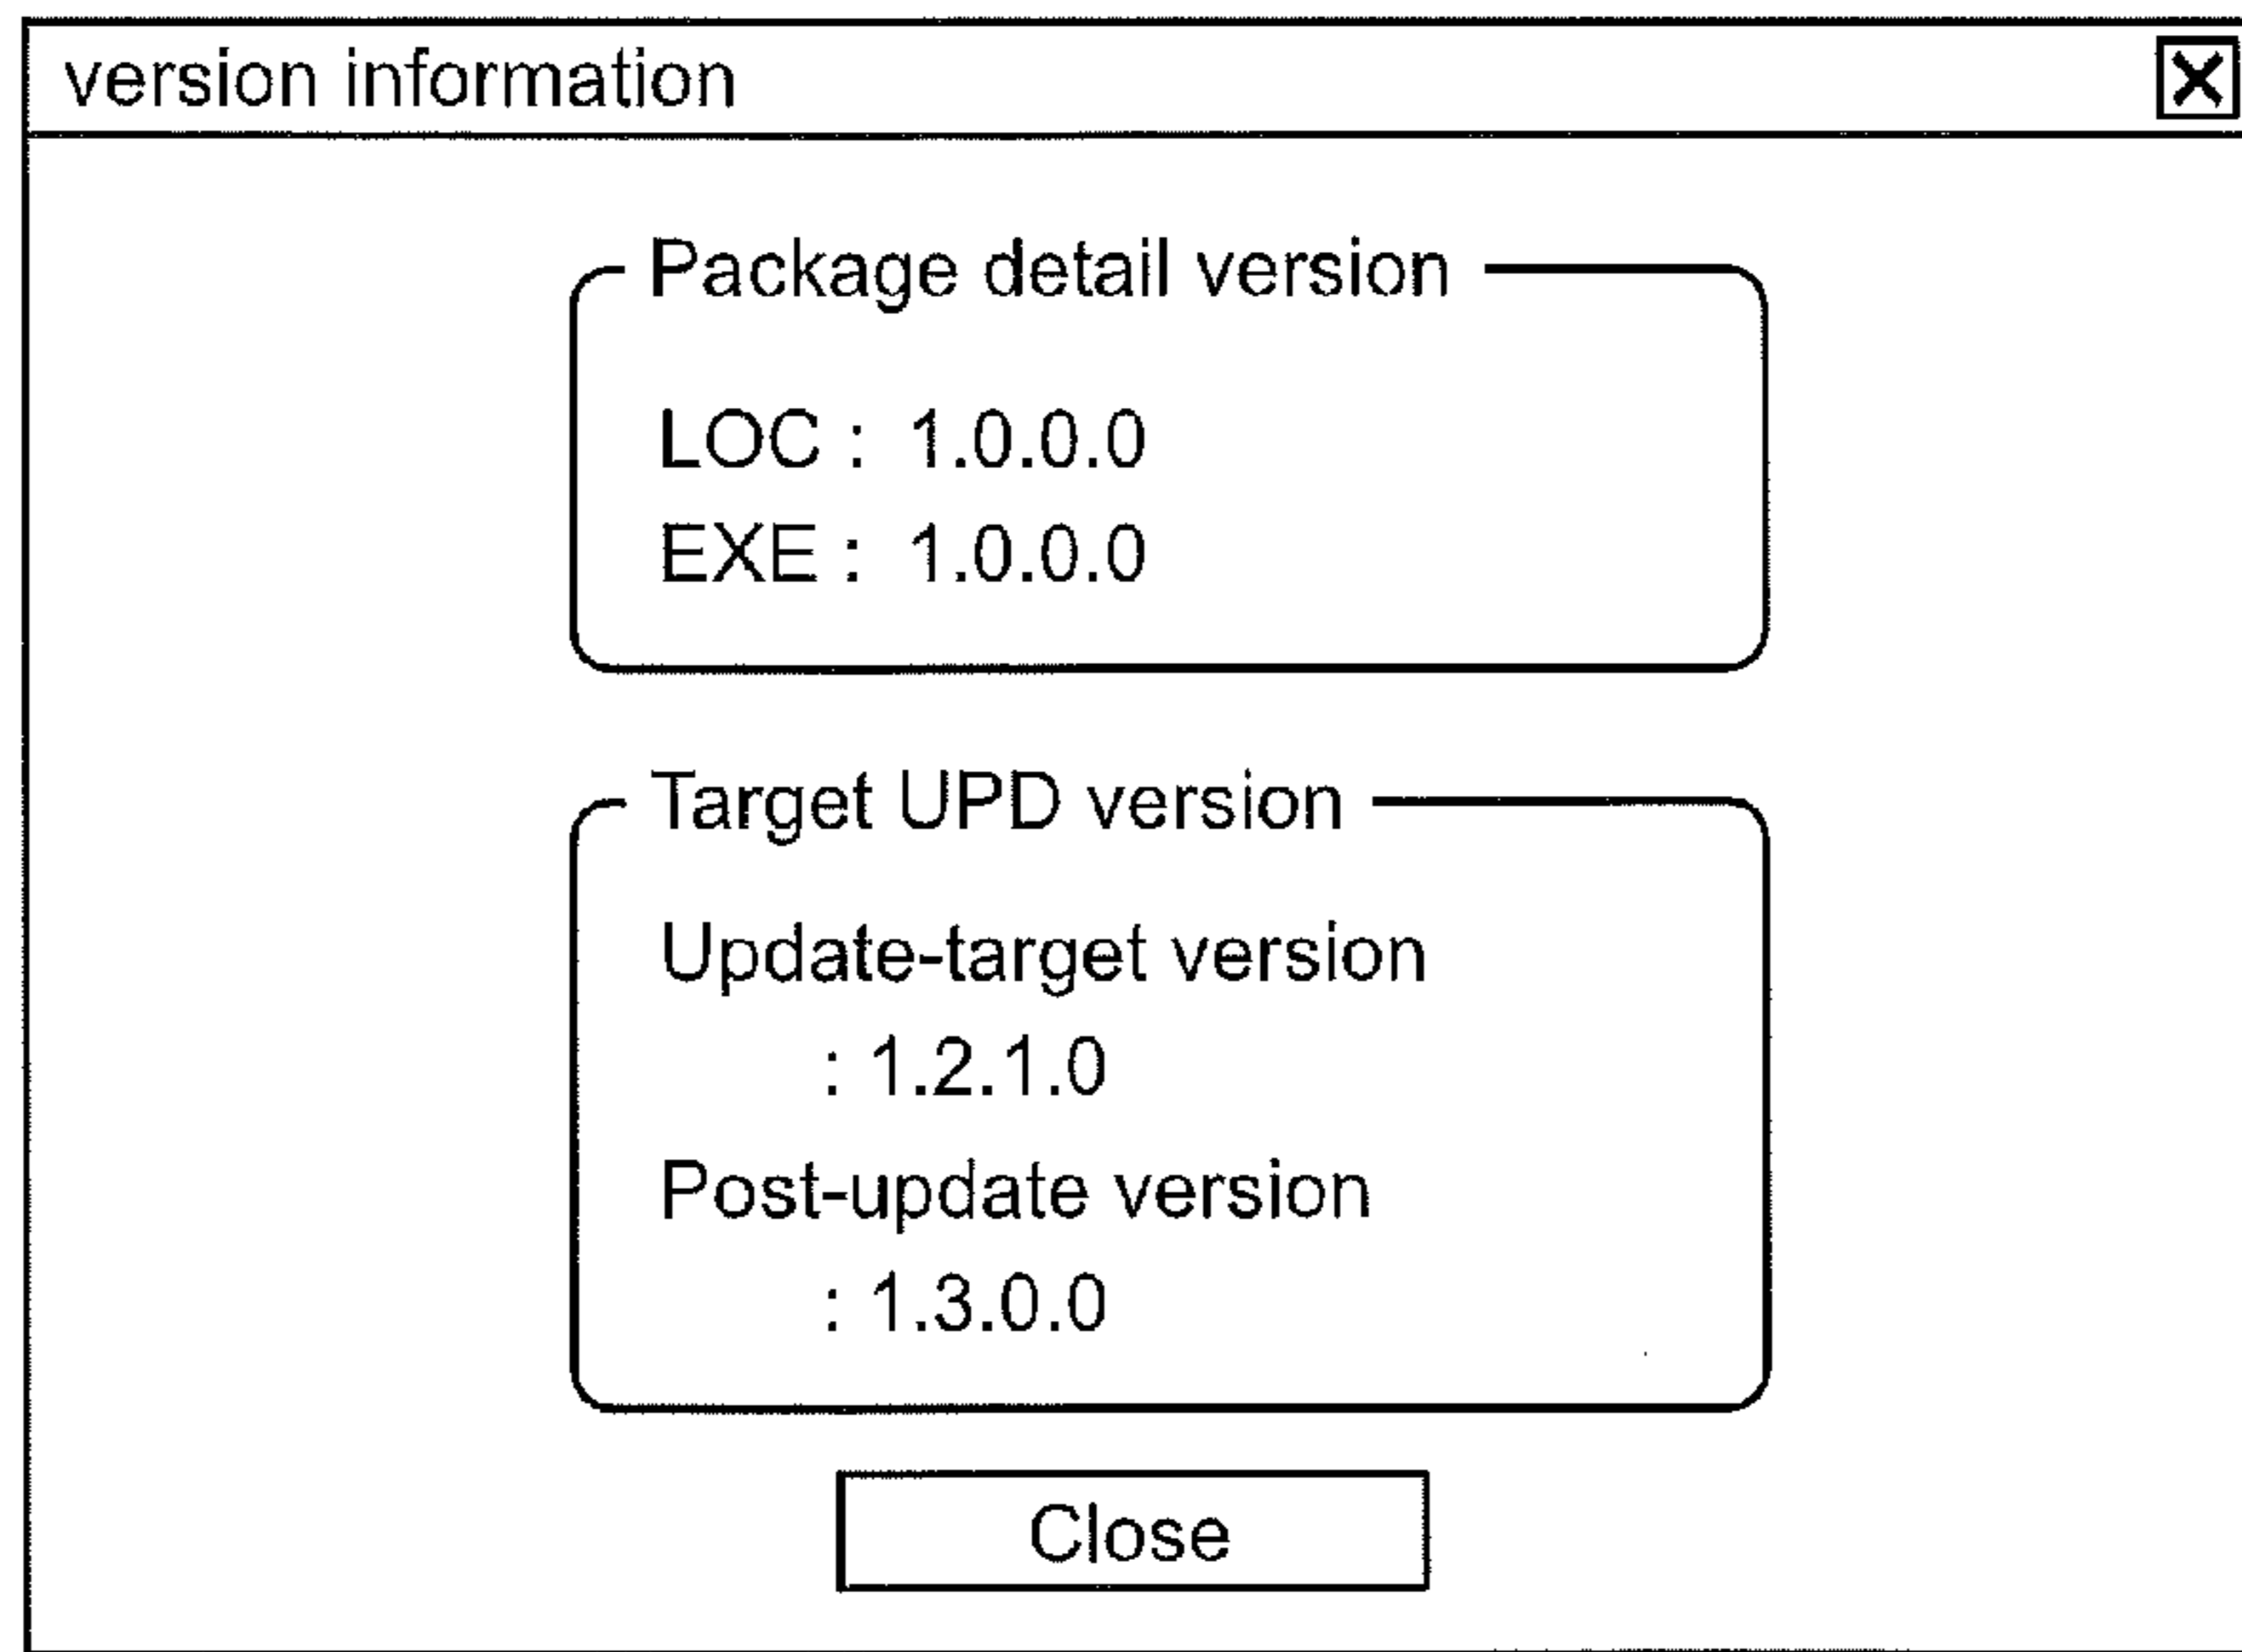 version information
Package detail version
LOC : 1.0.0.0
EXE : 1.0.0.0
Target UPD version
Update-target version
: 1.2.1.0
Post-update version
: 1.3.0.0
Close